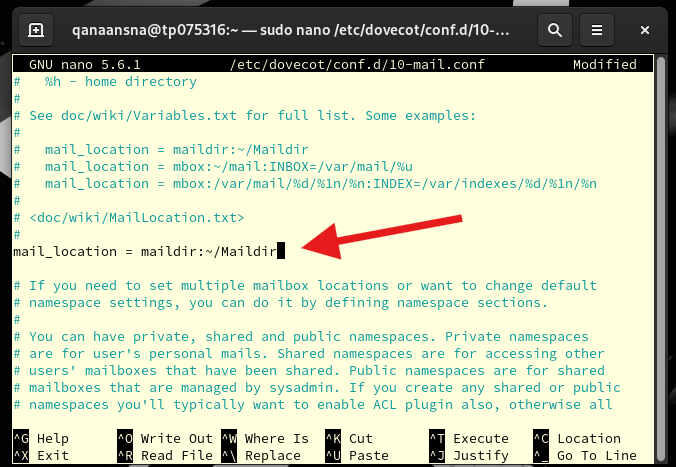 qanaansna@tp075316:~ — sudo nano /etc/dovecot/conf.d/10-...
GNU nano 5.6.1 /etc/dovecot/conf.d/10-mail.conf Modified
#   %h - home directory
#
# See doc/wiki/Variables.txt for full list. Some examples:
#
#   mail_location = maildir:~/Maildir
#   mail_location = mbox:~/mail:INBOX=/var/mail/%u
#   mail_location = mbox:/var/mail/%d/%1n/%n:INDEX=/var/indexes/%d/%1n/%n
#
# <doc/wiki/MailLocation.txt>
#
mail_location = maildir:~/Maildir
# If you need to set multiple mailbox locations or want to change default
# namespace settings, you can do it by defining namespace sections.
#
# You can have private, shared and public namespaces. Private namespaces
# are for user's personal mails. Shared namespaces are for accessing other
# users' mailboxes that have been shared. Public namespaces are for shared
# mailboxes that are managed by sysadmin. If you create any shared or public
# namespaces you'll typically want to enable ACL plugin also, otherwise all
^G Help ^O Write Out ^W Where Is ^K Cut ^T Execute ^C Location
^X Exit ^R Read File ^\ Replace ^U Paste ^J Justify ^_ Go To Line